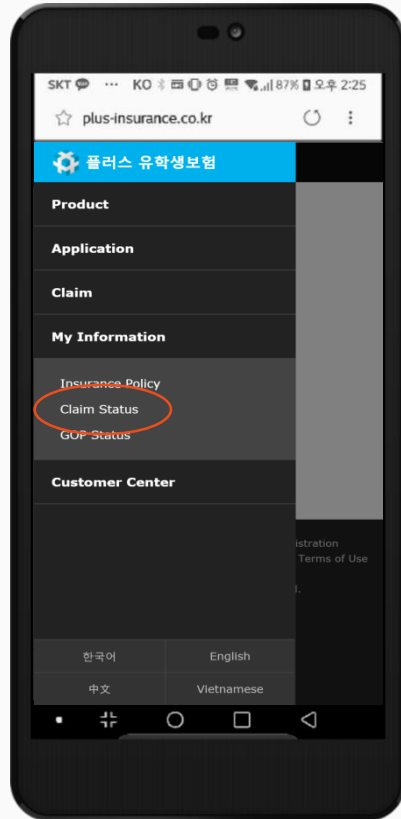 SKT ··· KO 87% 오후 2:25
plus-insurance.co.kr
플러스 유학생보험
Product
Application
Claim
My Information
Insurance Policy
Claim Status
GOP Status
Customer Center
istration
Terms of Use
l.
한국어 English
中文 Vietnamese